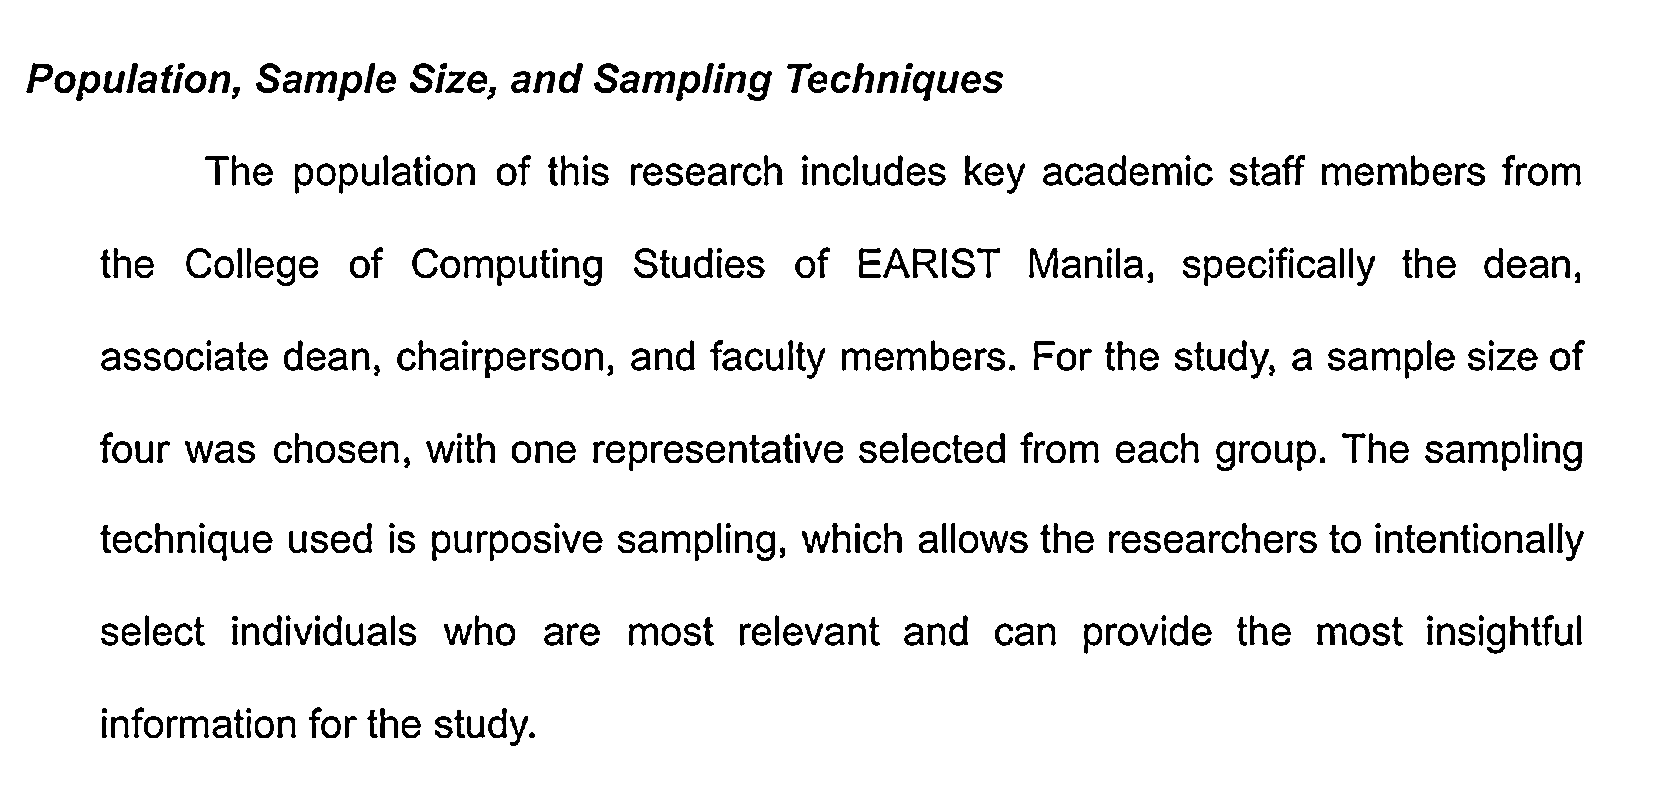 Population, Sample Size, and Sampling Techniques
The population of this research includes key academic staff members from
the College of Computing Studies of EARIST Manila, specifically the dean,
associate dean, chairperson, and faculty members. For the study, a sample size of
four was chosen, with one representative selected from each group. The sampling
technique used is purposive sampling, which allows the researchers to intentionally
select individuals who are most relevant and can provide the most insightful
information for the study.